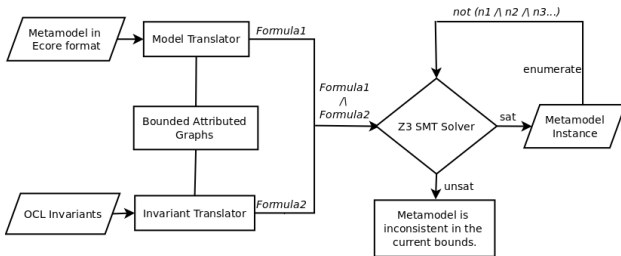 Metamodel in
Ecore format
Model Translator
Formula1
not (n1 /\ n2 /\ n3...)
enumerate
Bounded Attributed
Graphs
Formula1
/\
Formula2
Z3 SMT Solver
sat
Metamodel
Instance
unsat
OCL Invariants
Invariant Translator
Formula2
Metamodel is
inconsistent in the
current bounds.